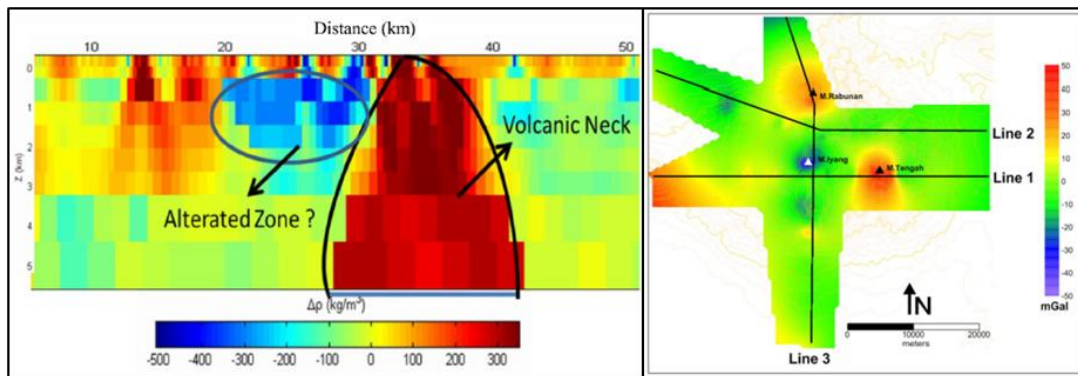 Distance (km)
10 20 30 40 50
0
1
2
3
4
5
Z (km)
Volcanic Neck
Alterated Zone ?
Δρ (kg/m³)
-500 -400 -300 -200 -100 0 100 200 300
M.Rabunan
Line 2
M.Iyang
M.Tengah
Line 1
N
0 10000 20000
meters
Line 3
50
40
30
20
10
0
-10
-20
-30
-40
-50
mGal